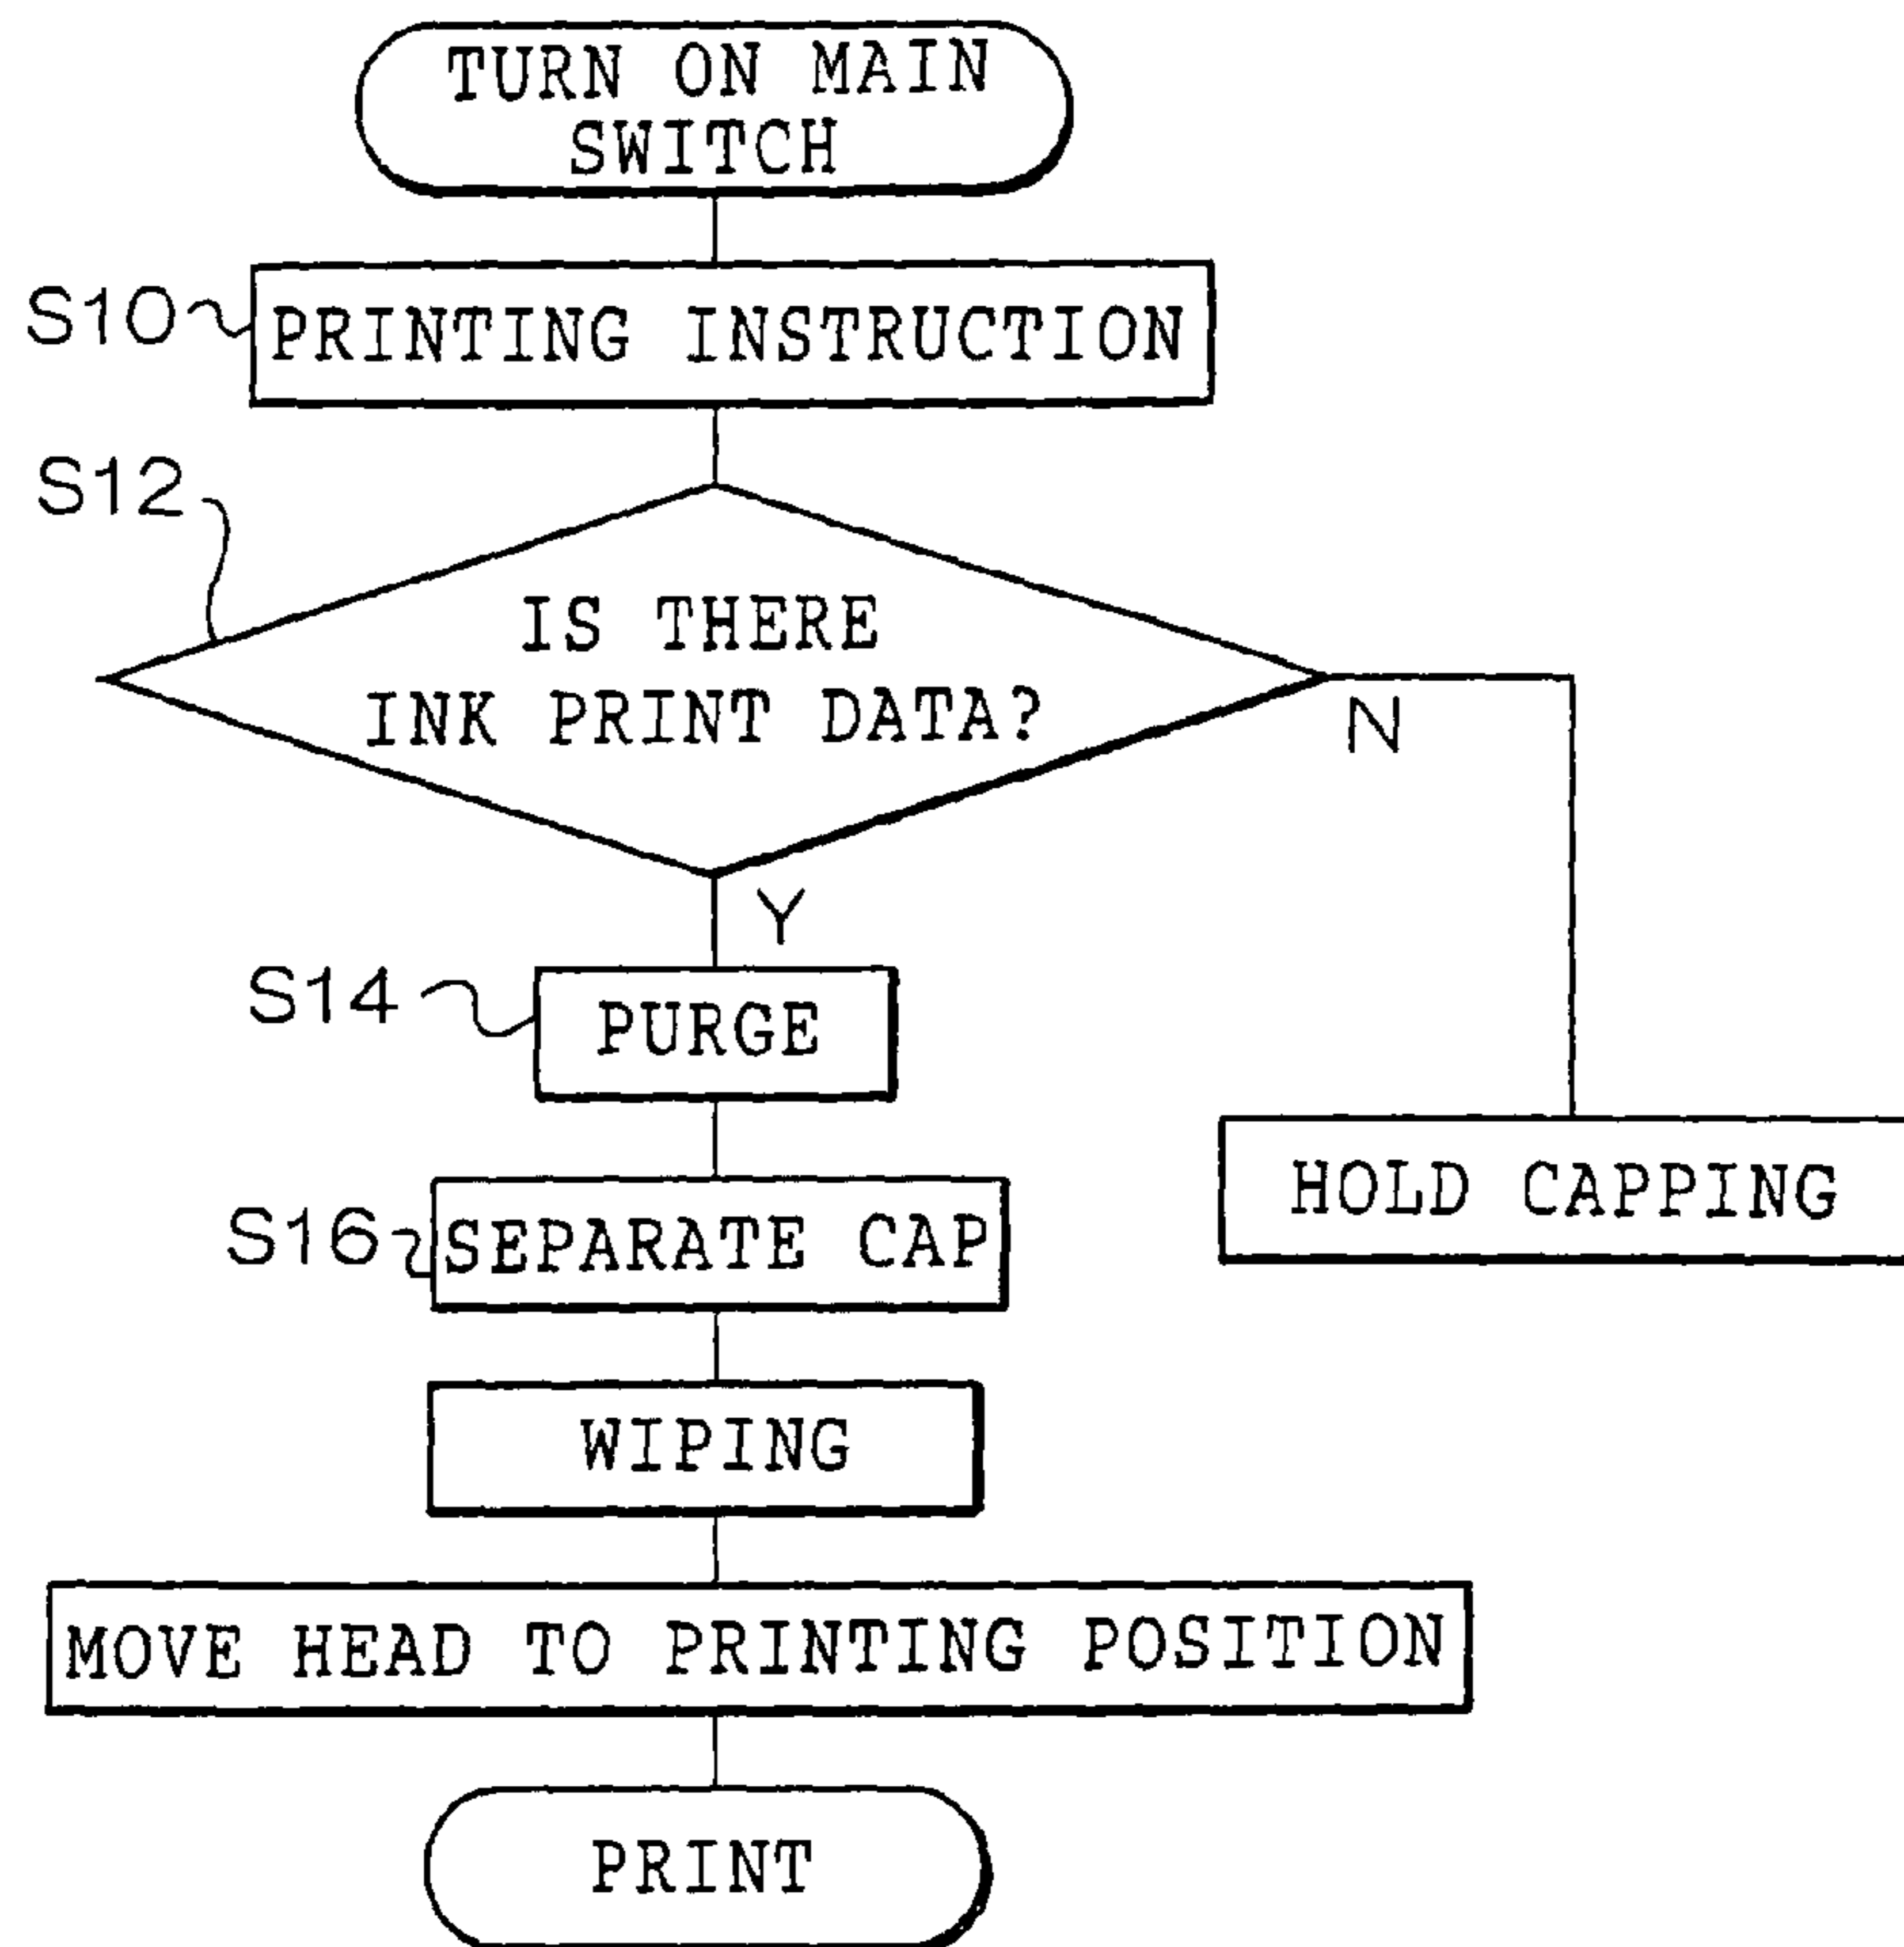 TURN ON MAIN
SWITCH
S10
PRINTING INSTRUCTION
S12
IS THERE
INK PRINT DATA?
N
Y
S14
PURGE
HOLD CAPPING
S16
SEPARATE CAP
WIPING
MOVE HEAD TO PRINTING POSITION
PRINT